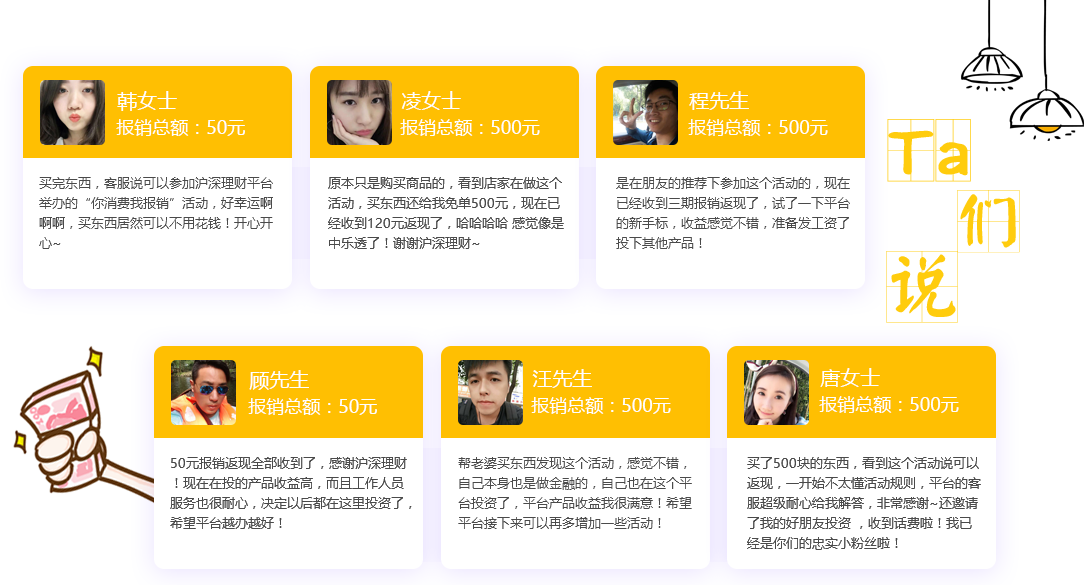 韩女士
报销总额：50元
买完东西，客服说可以参加沪深理财平台
举办的“你消费我报销”活动，好幸运啊
啊啊，买东西居然可以不用花钱！开心开
心~
凌女士
报销总额：500元
原本只是购买商品的，看到店家在做这个
活动，买东西还给我免单500元，现在已
经收到120元返现了，哈哈哈哈 感觉像是
中乐透了！谢谢沪深理财~
程先生
报销总额：500元
是在朋友的推荐下参加这个活动的，现在
已经收到三期报销返现了，试了一下平台
的新手标，收益感觉不错，准备发工资了
投下其他产品！
Ta
们
说
顾先生
报销总额：50元
50元报销返现全部收到了，感谢沪深理财
！现在在投的产品收益高，而且工作人员
服务也很耐心，决定以后都在这里投资了，
希望平台越办越好！
汪先生
报销总额：500元
帮老婆买东西发现这个活动，感觉不错，
自己本身也是做金融的，自己也在这个平
台投资了，平台产品收益我很满意！希望
平台接下来可以再多增加一些活动！
唐女士
报销总额：500元
买了500块的东西，看到这个活动说可以
返现，一开始不太懂活动规则，平台的客
服超级耐心给我解答，非常感谢~还邀请
了我的好朋友投资 ，收到话费啦！我已
经是你们的忠实小粉丝啦！